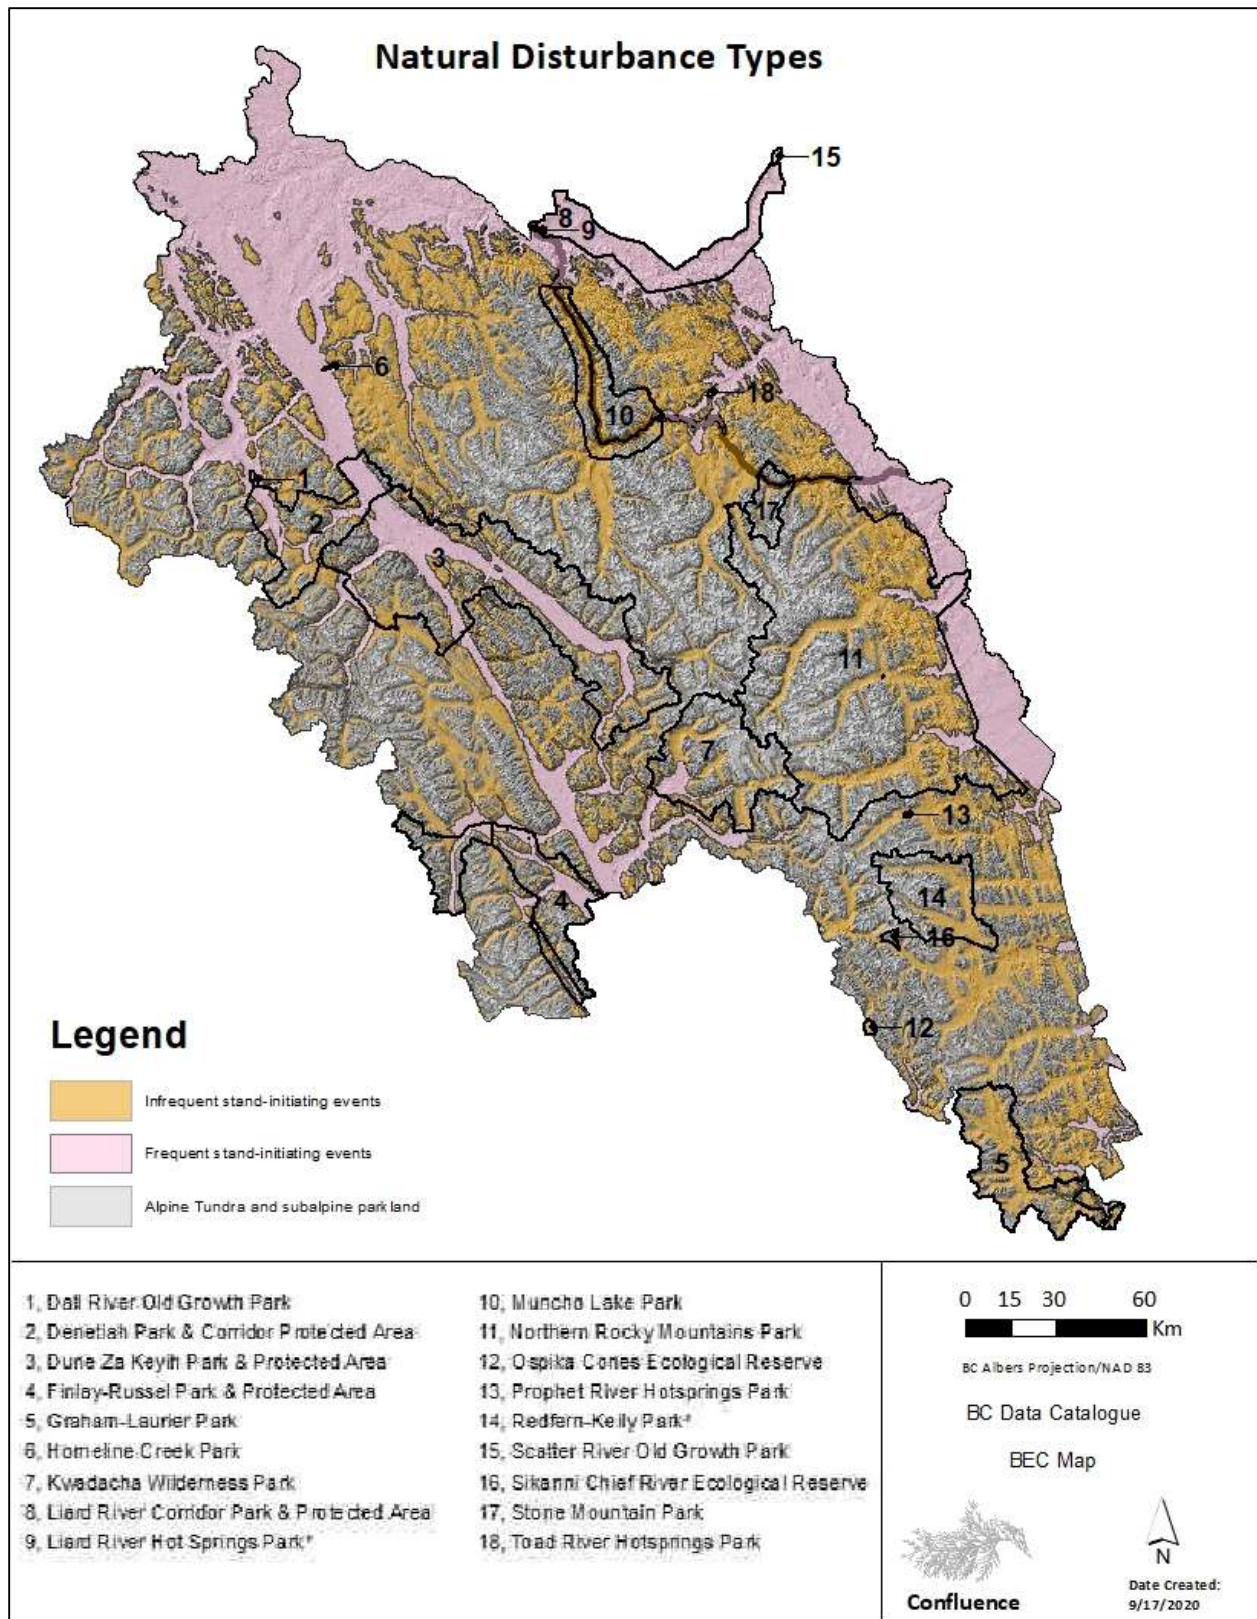 Natural Disturbance Types
15
8
9
6
18
10
1
17
2
3
11
7
13
14
4
16
12
5
Legend
Infrequent stand-initiating events
Frequent stand-initiating events
Alpine Tundra and subalpine parkland
1, Dall River Old Growth Park
2, Denetiah Park & Corridor Protected Area
3, Dune Za Keyih Park & Protected Area
4, Finlay-Russel Park & Protected Area
5, Graham-Laurier Park
6, Horneline Creek Park
7, Kwadacha Wilderness Park
8, Liard River Corridor Park & Protected Area
9, Liard River Hot Springs Park*
10, Muncho Lake Park
11, Northern Rocky Mountains Park
12, Ospika Cones Ecological Reserve
13, Prophet River Hotsprings Park
14, Redfern-Keily Park*
15, Scatter River Old Growth Park
16, Sikanni Chief River Ecological Reserve
17, Stone Mountain Park
18, Toad River Hotsprings Park
0 15 30 60
Km
BC Albers Projection/NAD 83
BC Data Catalogue
BEC Map
Confluence
N
Date Created:
9/17/2020